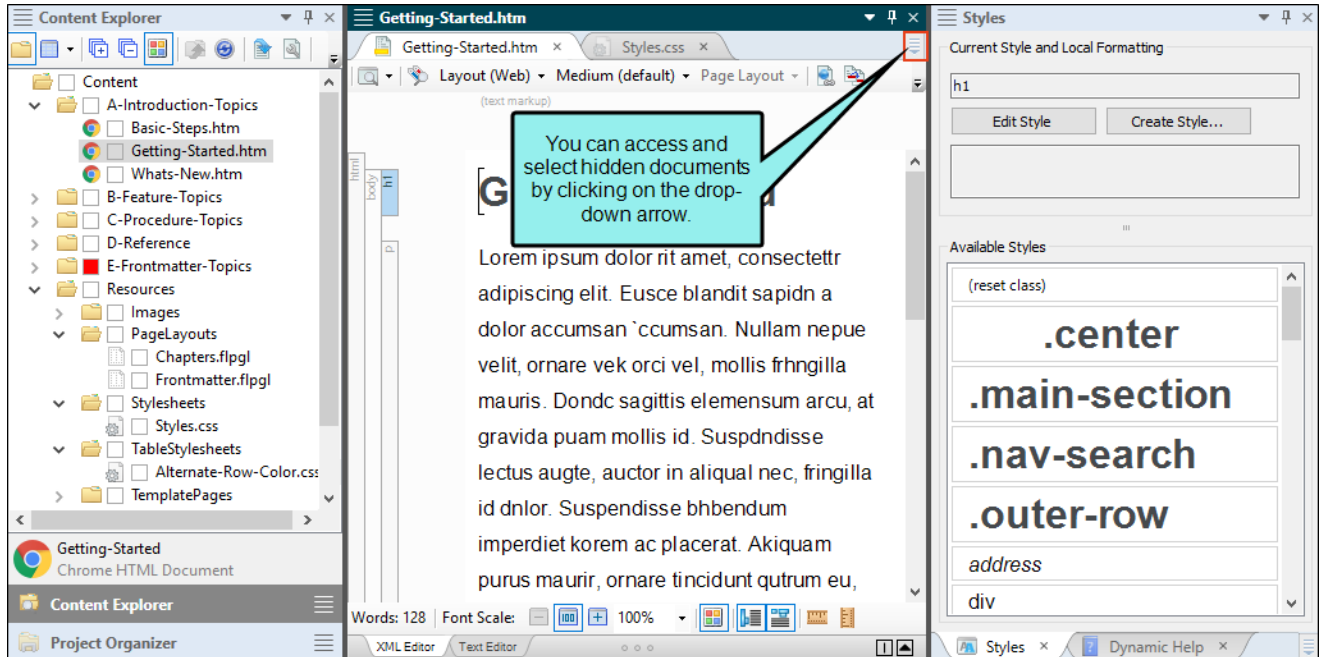 Content Explorer
Content
A-Introduction-Topics
Basic-Steps.htm
Getting-Started.htm
Whats-New.htm
B-Feature-Topics
C-Procedure-Topics
D-Reference
E-Frontmatter-Topics
Resources
Images
PageLayouts
Chapters.flpgl
Frontmatter.flpgl
Stylesheets
Styles.css
TableStylesheets
Alternate-Row-Color.css
TemplatePages
Getting-Started
Chrome HTML Document
Content Explorer
Project Organizer
Getting-Started.htm
Getting-Started.htm Styles.css
Layout (Web) Medium (default) Page Layout
(text markup)
You can access and
select hidden documents
by clicking on the drop-
down arrow.
html
body
h1
p
Lorem ipsum dolor rit amet, consectettr
adipiscing elit. Eusce blandit sapidn a
dolor accumsan `ccumsan. Nullam nepue
velit, ornare vek orci vel, mollis frhngilla
mauris. Dondc sagittis elemensum arcu, at
gravida puam mollis id. Suspdndisse
lectus augte, auctor in aliqual nec, fringilla
id dnlor. Suspendisse bhbendum
imperdiet korem ac placerat. Akiquam
purus maurir, ornare tincidunt qutrum eu,
Words: 128 Font Scale: 100%
XML Editor Text Editor
Styles
Current Style and Local Formatting
h1
Edit Style Create Style...
Available Styles
(reset class)
.center
.main-section
.nav-search
.outer-row
address
div
Styles Dynamic Help